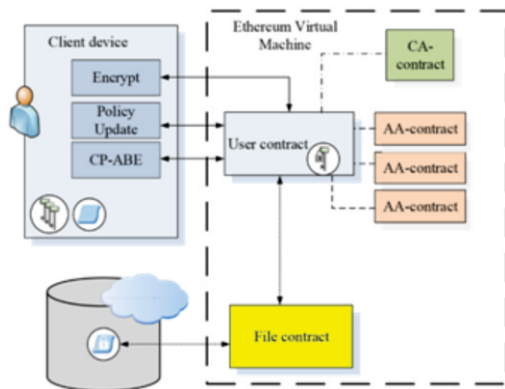 Client device
Encrypt
Policy
Update
CP-ABE
Ethereum Virtual
Machine
CA-
contract
User contract
AA-contract
AA-contract
AA-contract
File contract